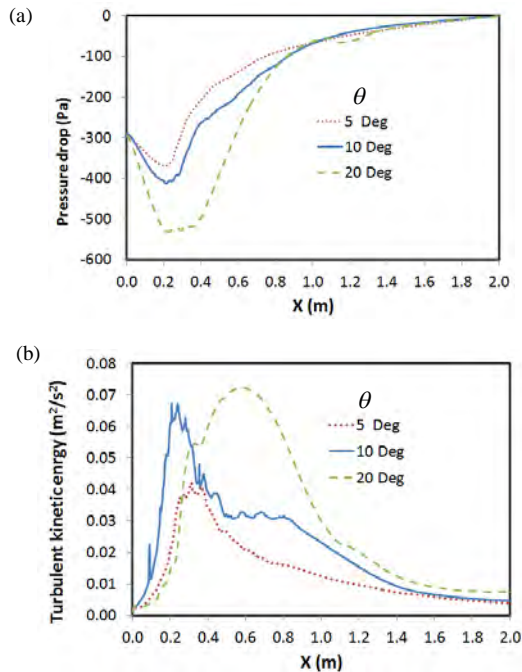 (a)
0
-100
-200
-300
-400
-500
-600
Pressure drop (Pa)
θ
5 Deg
10 Deg
20 Deg
0.0 0.2 0.4 0.6 0.8 1.0 1.2 1.4 1.6 1.8 2.0
X (m)
(b)
0.08
0.07
0.06
0.05
0.04
0.03
0.02
0.01
0.00
Turbulent kinetic enrgy (m²/s²)
θ
5 Deg
10 Deg
20 Deg
0.0 0.2 0.4 0.6 0.8 1.0 1.2 1.4 1.6 1.8 2.0
X (m)